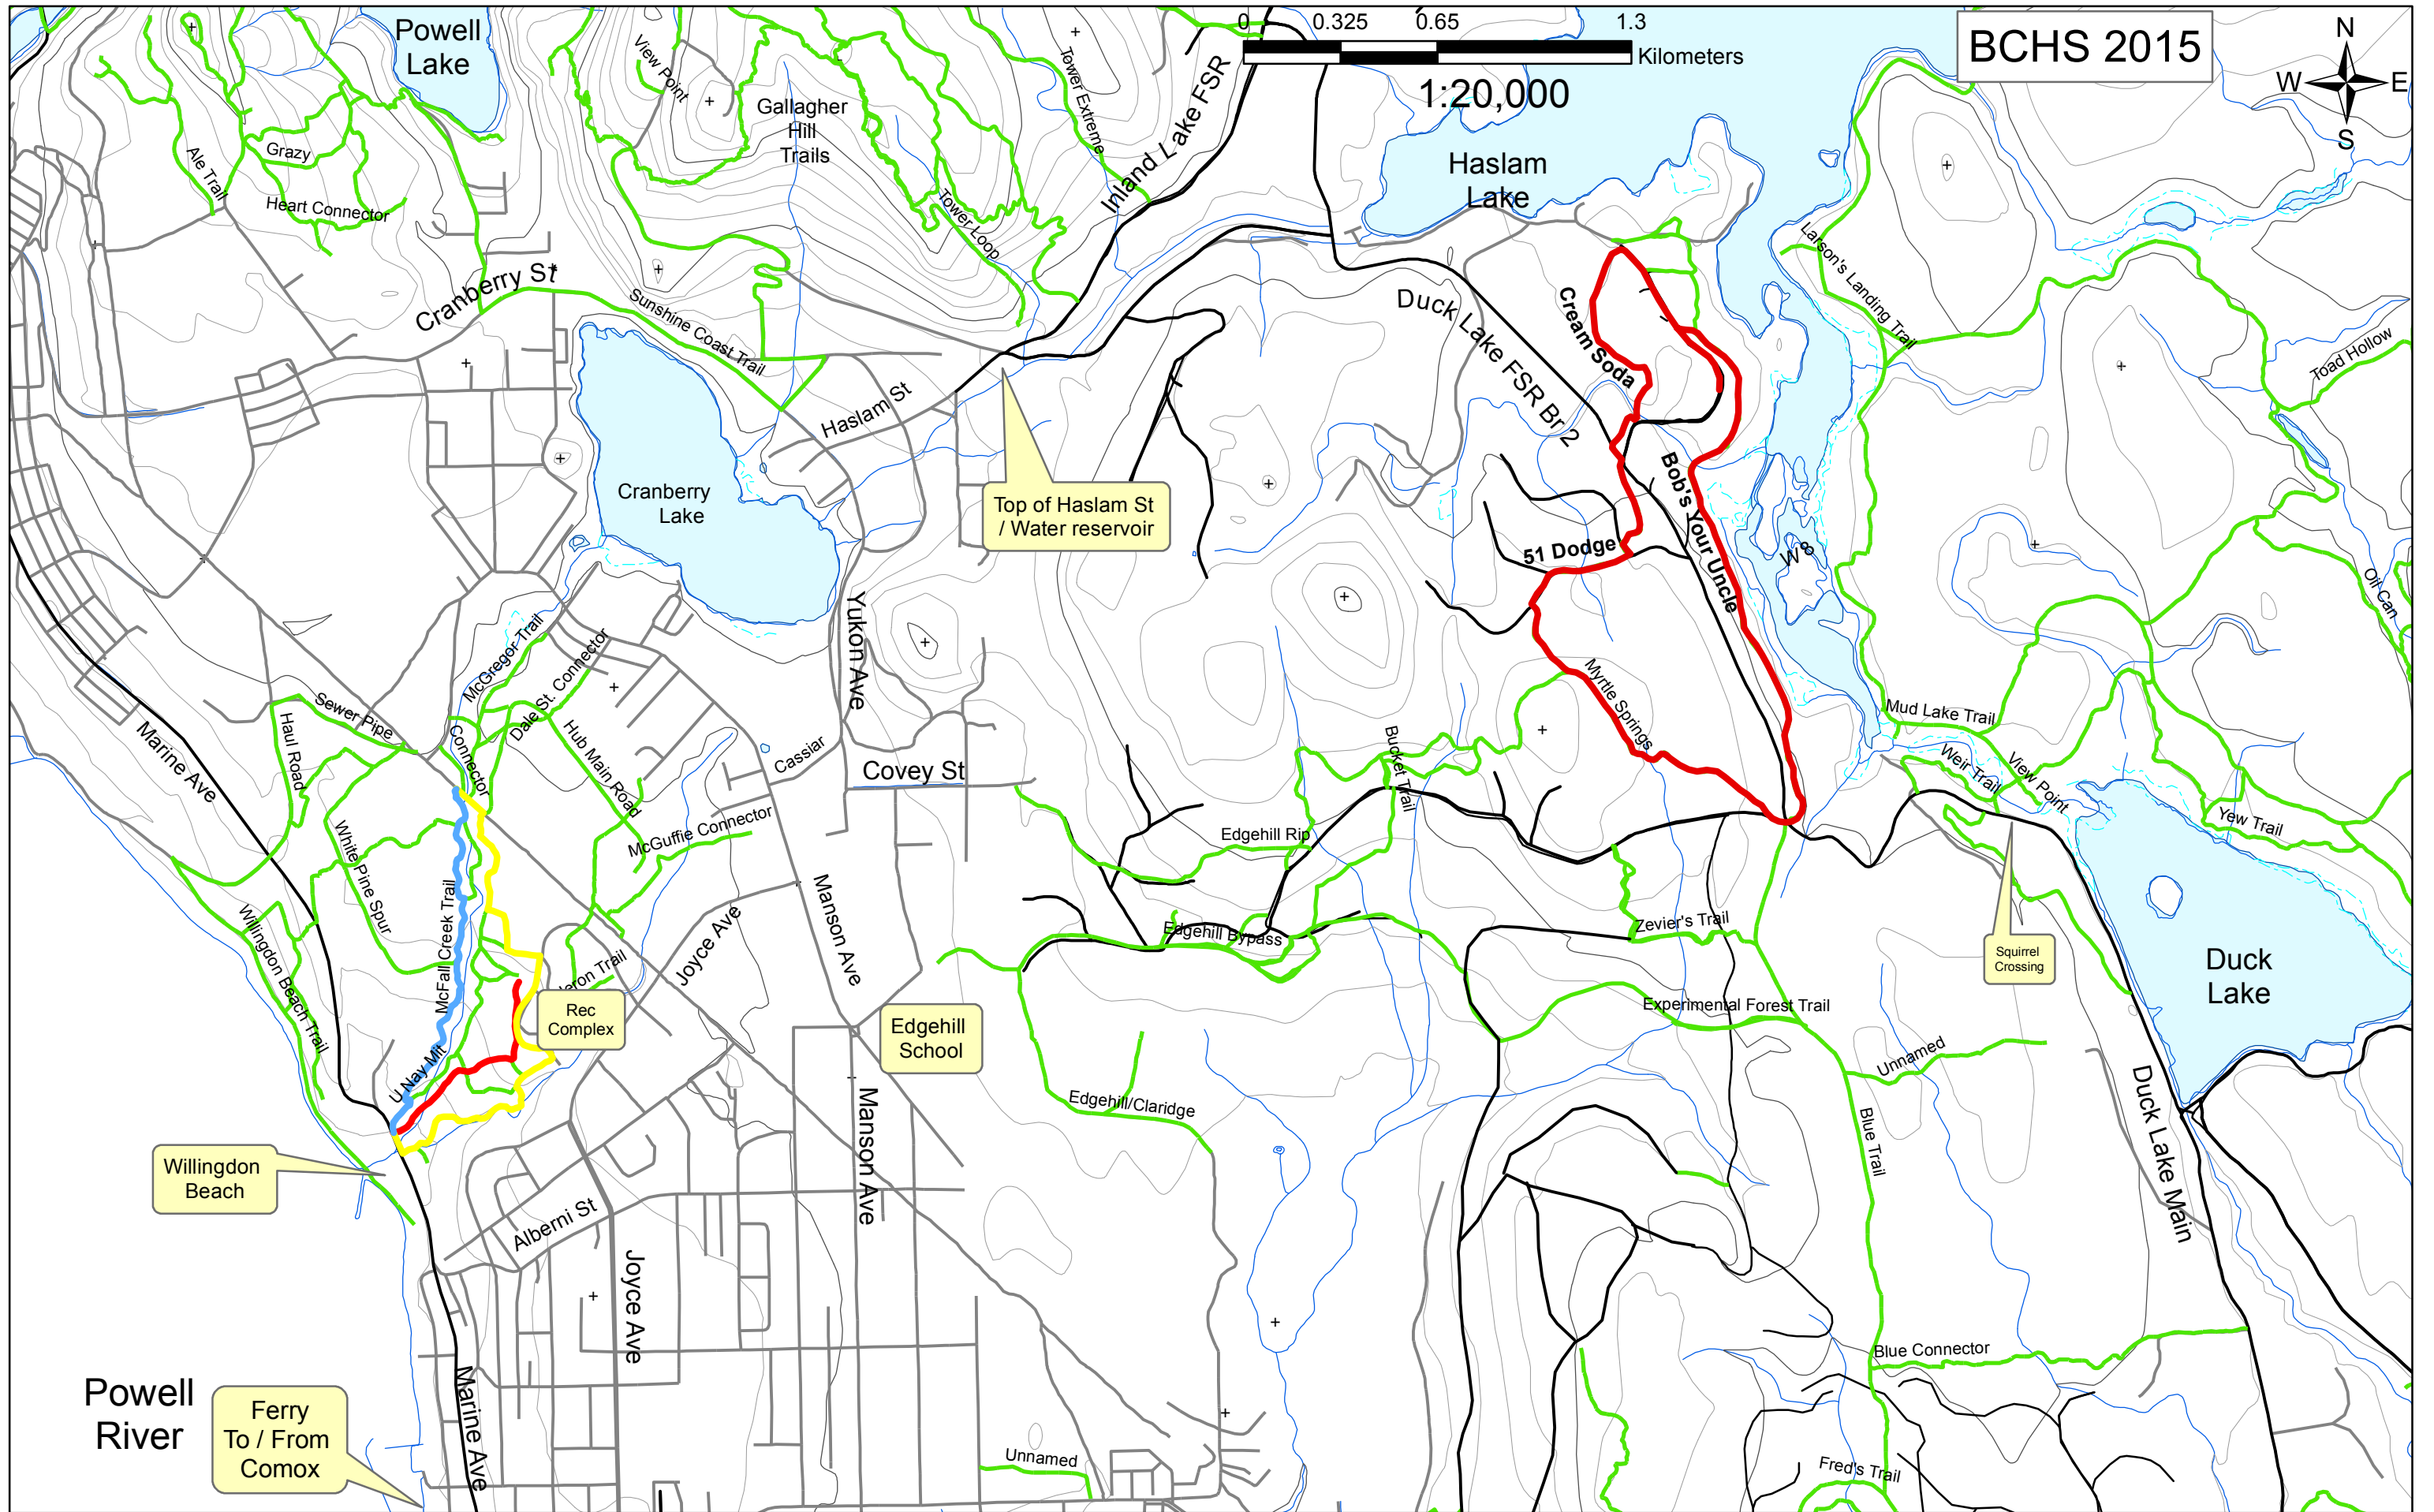 BCHS 2015
N
W E
S
0 0.325 0.65 1.3
Kilometers
1:20,000
Powell
Lake
View Point
Gallagher
Hill
Trails
Tower Extreme
Inland Lake FSR
Haslam
Lake
Ale Trail
Grazy
Heart Connector
Tower Loop
Larson's Landing Trail
Cranberry St
Sunshine Coast Trail
Duck Lake FSR Br 2
Cream Soda
Toad Hollow
Haslam St
Cranberry
Lake
Top of Haslam St
/ Water reservoir
Bob's Your Uncle
51 Dodge
W8
Oil Can
Yukon Ave
McGregor Trail
Dale St. Connector
Sewer Pipe
Haul Road
Marine Ave
Connector
Hub Main Road
Cassiar
Covey St
Myrtle Springs
Bucket Trail
Mud Lake Trail
Weir Trail
View Point
Yew Trail
McGuffie Connector
Edgehill Rip
White Pine Spur
McFall Creek Trail
Willingdon Beach Trail
Manson Ave
Joyce Ave
Edgehill Bypass
Zevier's Trail
Squirrel
Crossing
Duck
Lake
eron Trail
Rec
Complex
Edgehill
School
Experimental Forest Trail
Unnamed
U Nay Mt
Edgehill/Claridge
Blue Trail
Duck Lake Main
Manson Ave
Willingdon
Beach
Alberni St
Joyce Ave
Blue Connector
Powell
River
Ferry
To / From
Comox
Marine Ave
Unnamed
Fred's Trail